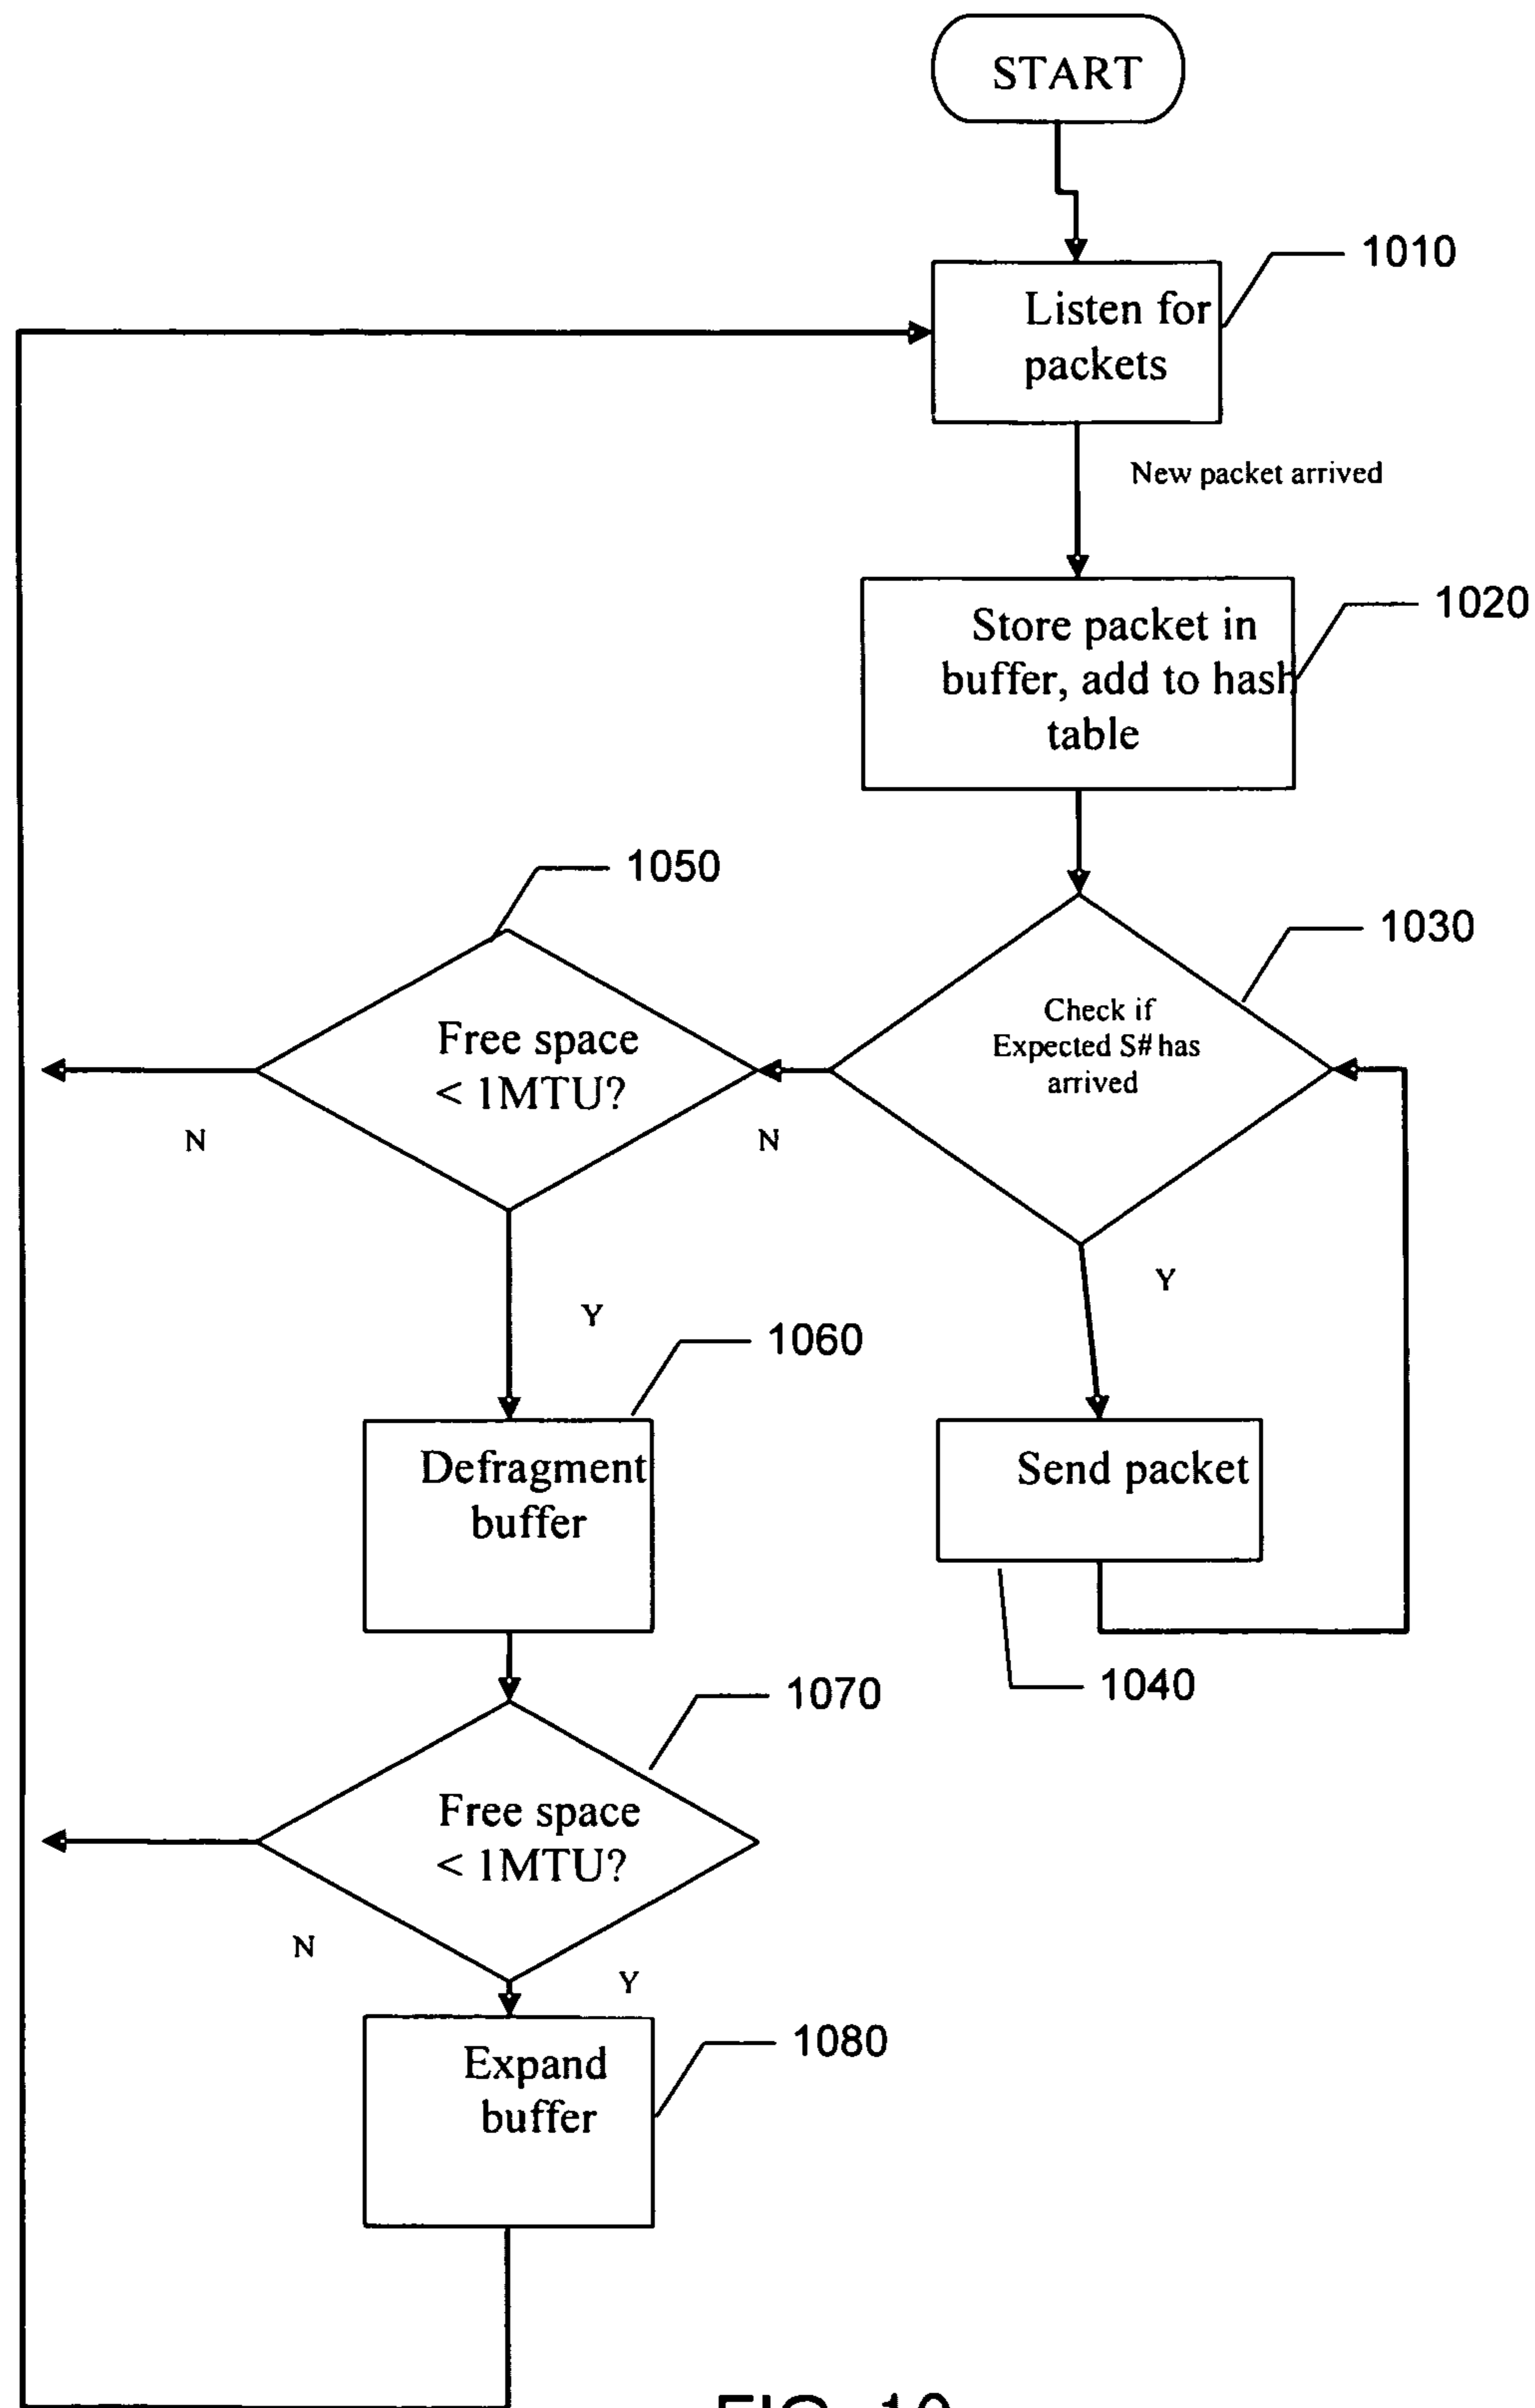 START
1010
Listen for
packets
New packet arrived
1020
Store packet in
buffer, add to hash
table
1050
1030
Check if
Expected S# has
arrived
Free space
< 1MTU?
N
N
Y
Y
1060
Defragment
buffer
Send packet
1040
1070
Free space
< 1MTU?
N
Y
1080
Expand
buffer
FIG. 10